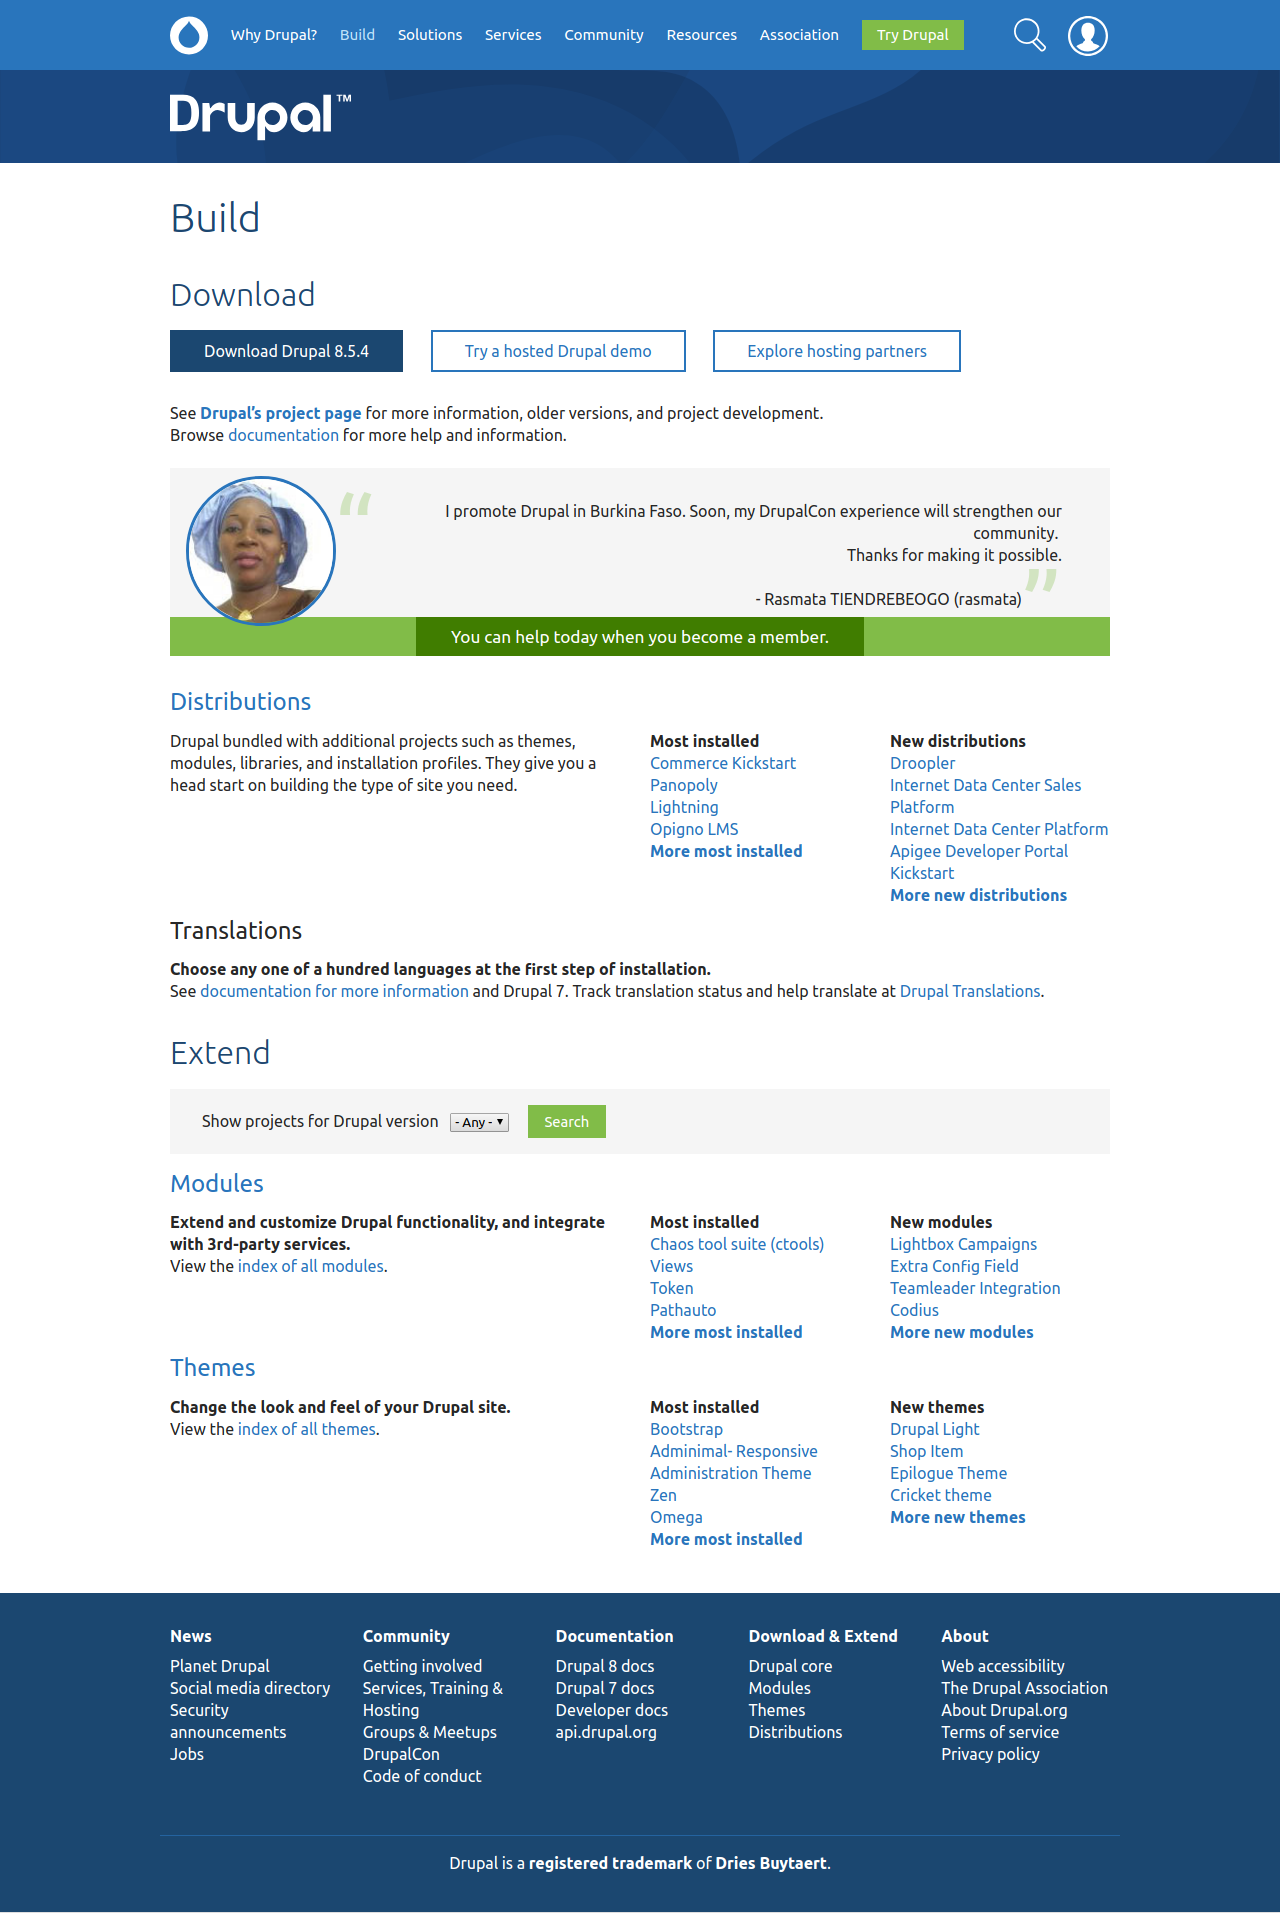 Why Drupal? Build Solutions Services Community Resources Association Try Drupal
Drupal™
Build
Download
Download Drupal 8.5.4 Try a hosted Drupal demo Explore hosting partners
See Drupal’s project page for more information, older versions, and project development.
Browse documentation for more help and information.
“
I promote Drupal in Burkina Faso. Soon, my DrupalCon experience will strengthen our
community.
Thanks for making it possible.
- Rasmata TIENDREBEOGO (rasmata) ”
You can help today when you become a member.
Distributions
Drupal bundled with additional projects such as themes,
modules, libraries, and installation profiles. They give you a
head start on building the type of site you need.
Most installed
Commerce Kickstart
Panopoly
Lightning
Opigno LMS
More most installed
New distributions
Droopler
Internet Data Center Sales
Platform
Internet Data Center Platform
Apigee Developer Portal
Kickstart
More new distributions
Translations
Choose any one of a hundred languages at the first step of installation.
See documentation for more information and Drupal 7. Track translation status and help translate at Drupal Translations.
Extend
Show projects for Drupal version - Any - Search
Modules
Extend and customize Drupal functionality, and integrate
with 3rd-party services.
View the index of all modules.
Most installed
Chaos tool suite (ctools)
Views
Token
Pathauto
More most installed
New modules
Lightbox Campaigns
Extra Config Field
Teamleader Integration
Codius
More new modules
Themes
Change the look and feel of your Drupal site.
View the index of all themes.
Most installed
Bootstrap
Adminimal- Responsive
Administration Theme
Zen
Omega
More most installed
New themes
Drupal Light
Shop Item
Epilogue Theme
Cricket theme
More new themes
News
Planet Drupal
Social media directory
Security
announcements
Jobs
Community
Getting involved
Services, Training &
Hosting
Groups & Meetups
DrupalCon
Code of conduct
Documentation
Drupal 8 docs
Drupal 7 docs
Developer docs
api.drupal.org
Download & Extend
Drupal core
Modules
Themes
Distributions
About
Web accessibility
The Drupal Association
About Drupal.org
Terms of service
Privacy policy
Drupal is a registered trademark of Dries Buytaert.